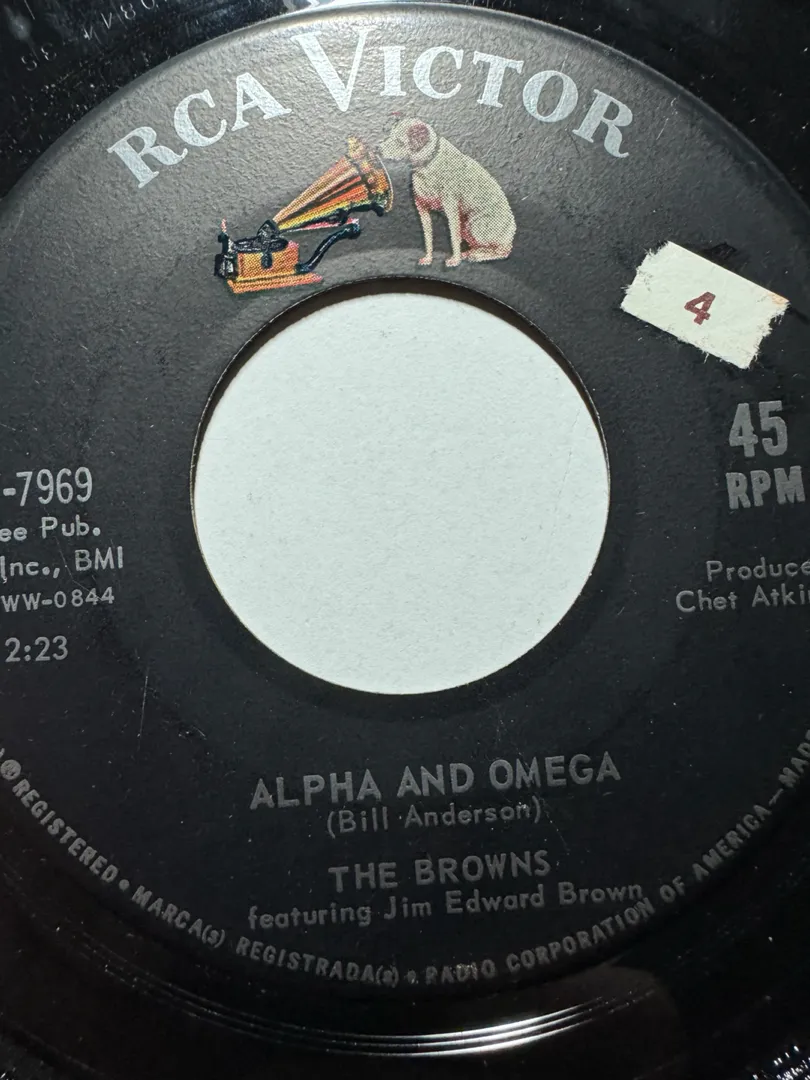 RCA VICTOR
4
45
RPM
-7969
ee Pub.
Inc., BMI
WW-0844
2:23
Produce
Chet Atki
ALPHA AND OMEGA
(Bill Anderson)
THE BROWNS
featuring Jim Edward Brown
® REGISTERED • MARCA(S) REGISTRADA(S) • RADIO CORPORATION OF AMERICA — MAD